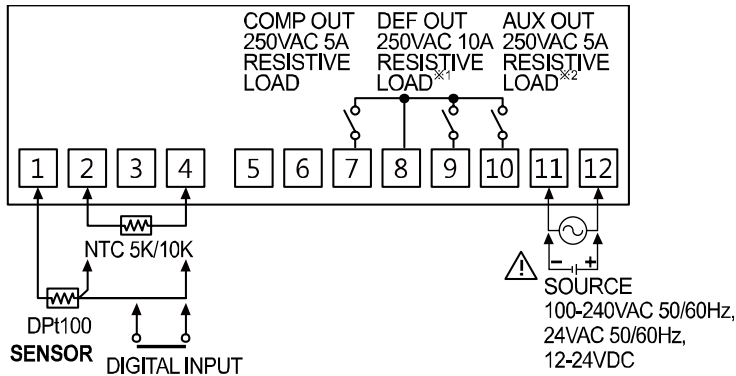 COMP OUT
250VAC 5A
RESISTIVE
LOAD
DEF OUT
250VAC 10A
RESISTIVE
LOAD※1
AUX OUT
250VAC 5A
RESISTIVE
LOAD※2
1 2 3 4 5 6 7 8 9 10 11 12
NTC 5K/10K
DPt100
SENSOR
DIGITAL INPUT
− +
SOURCE
100-240VAC 50/60Hz,
24VAC 50/60Hz,
12-24VDC